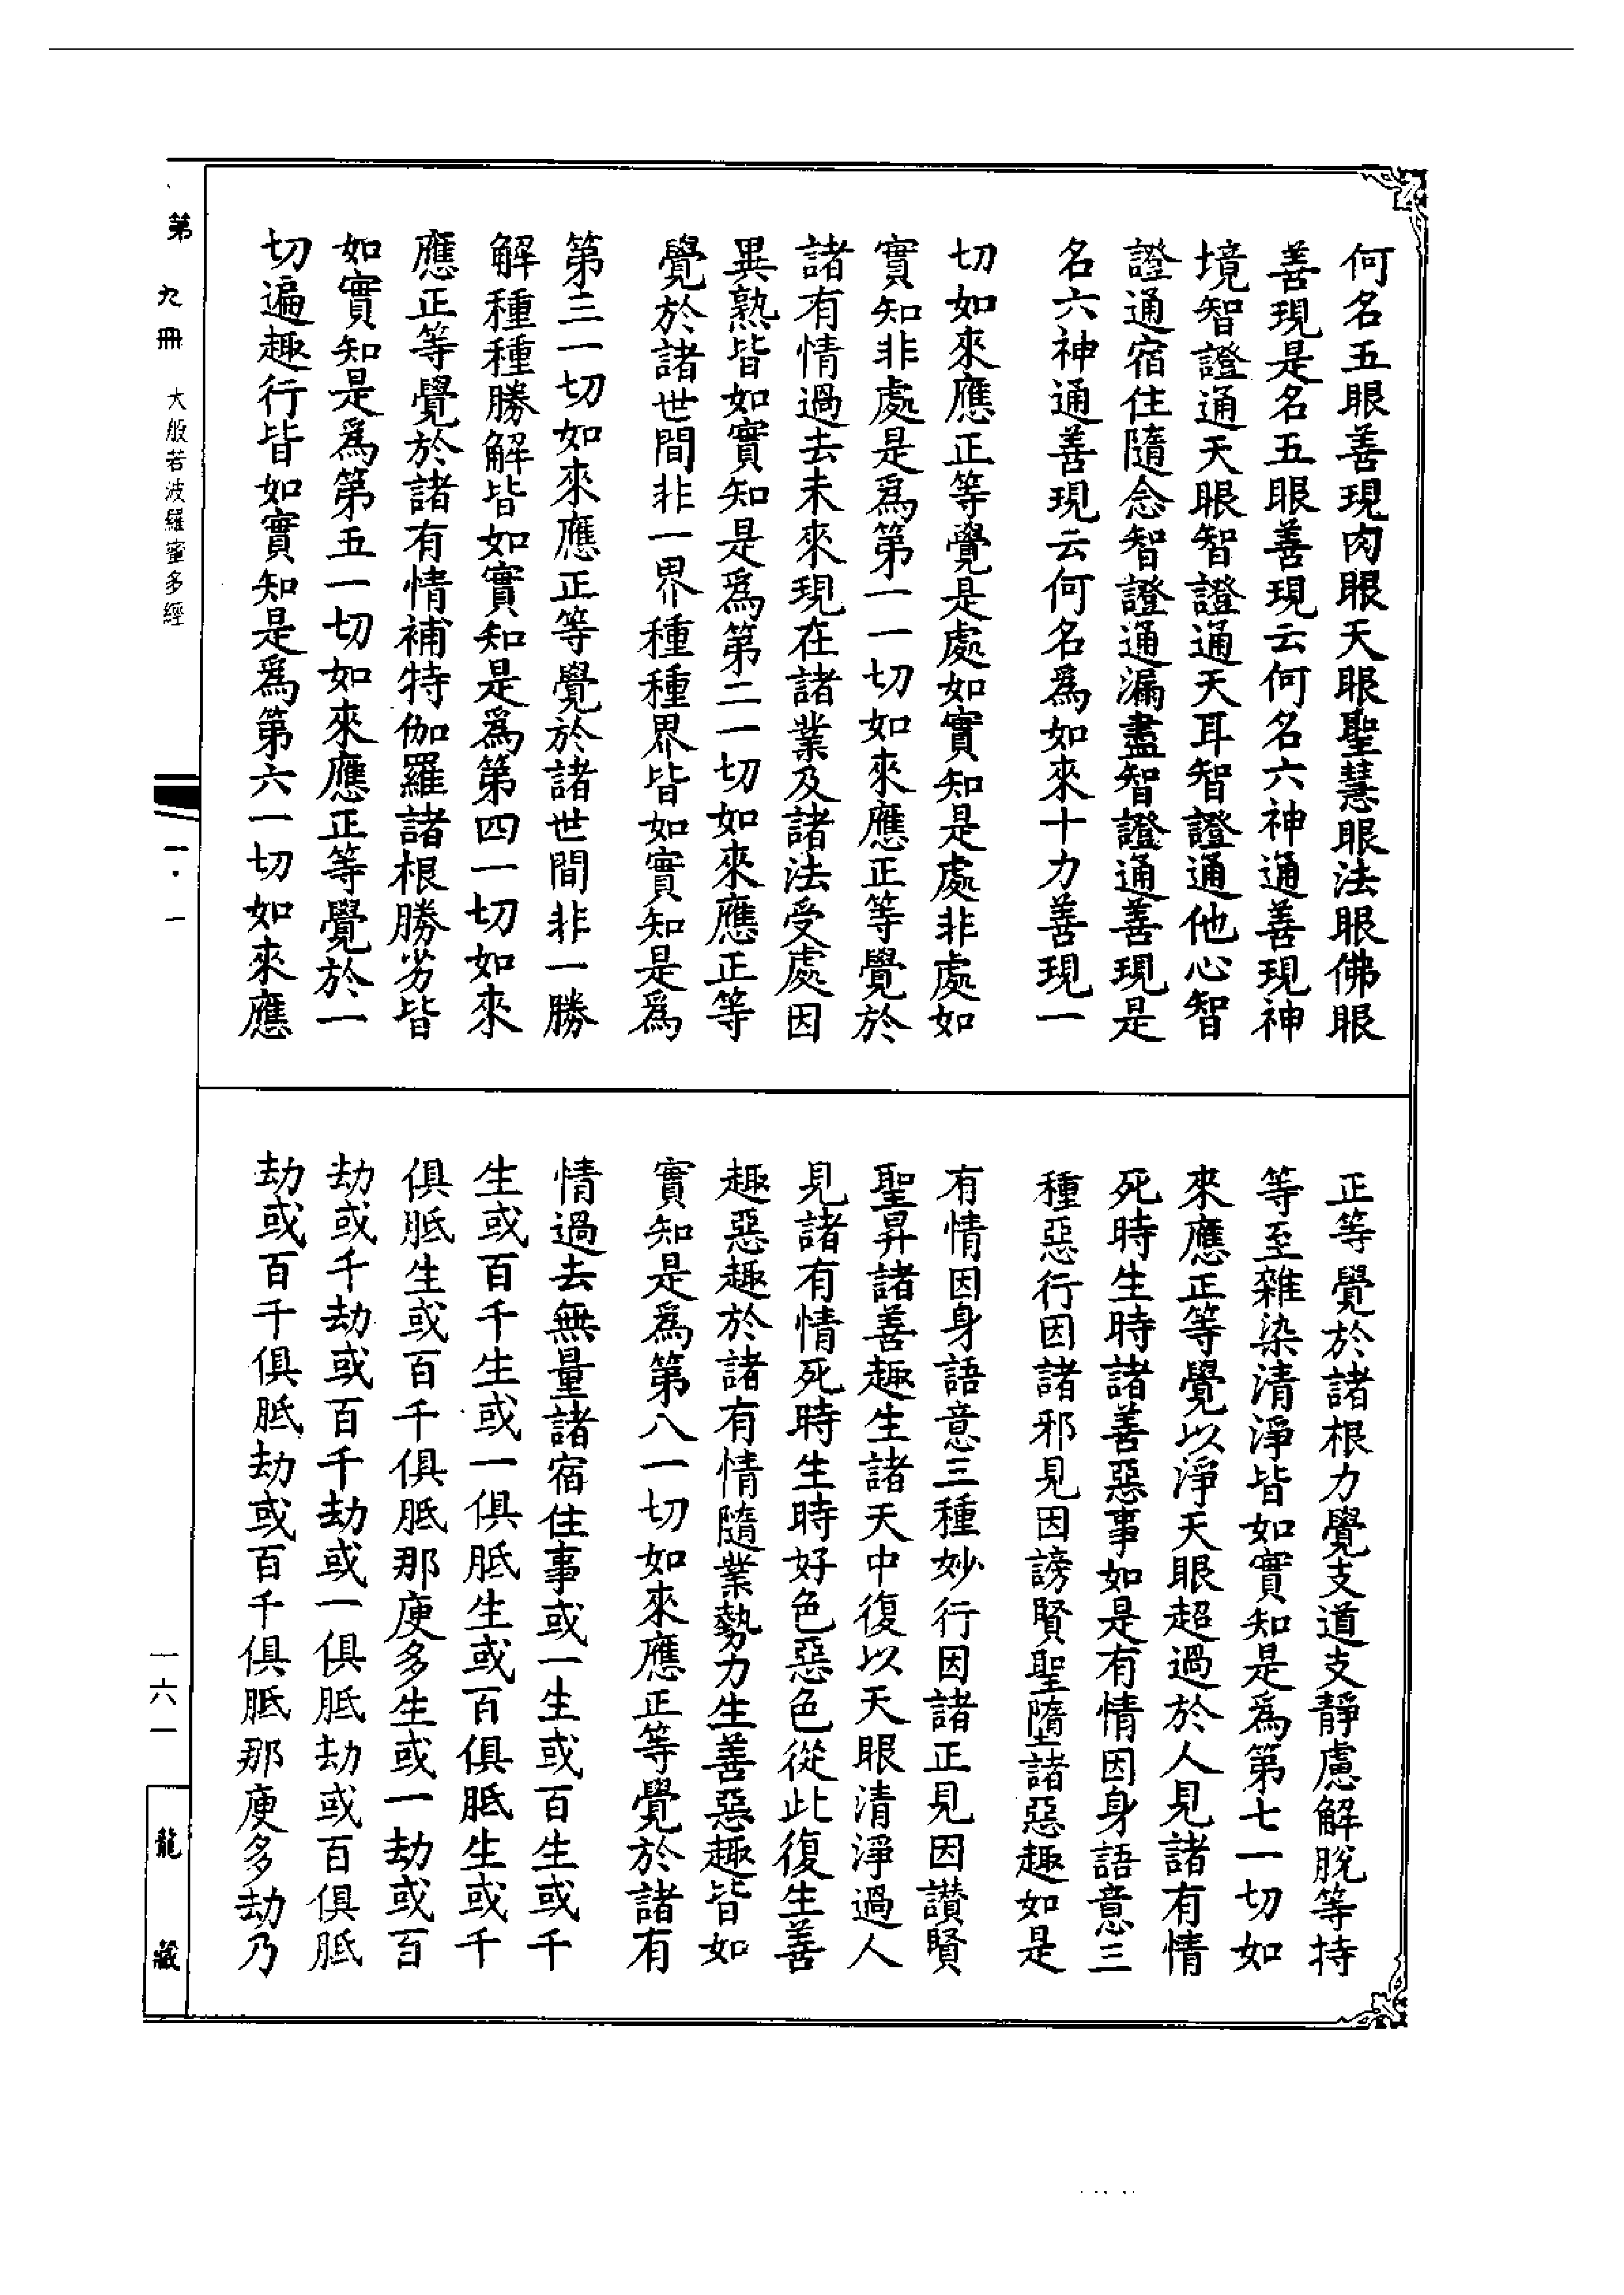 何名五眼善現肉眼天眼聖慧眼法眼佛眼
善現是名五眼善現云何名六神通善現神
境智證通天眼智證通天耳智證通他心智
證通宿住隨念智證通漏盡智證通善現是
名六神通善現云何名為如來十力善現一
切如來應正等覺是處如實知是處非處如
實知非處是為第一一切如來應正等覺於
諸有情過去未來現在諸業及諸法受處因
異熟皆如實知是為第二一切如來應正等
覺於諸世間非一界種種界皆如實知是為
第三一切如來應正等覺於諸世間非一勝
解種種勝解皆如實知是為第四一切如來
應正等覺於諸有情補特伽羅諸根勝劣皆
如實知是為第五一切如來應正等覺於一
切遍趣行皆如實知是為第六一切如來應
正等覺於諸根力覺支道支靜慮解脫等持
等至雜染清淨皆如實知是為第七一切如
來應正等覺以淨天眼超過於人見諸有情
死時生時諸善惡事如是有情因身語意三
種惡行因諸邪見因謗賢聖墮諸惡趣如是
有情因身語意三種妙行因諸正見因讚賢
聖昇諸善趣生諸天中復以天眼清淨過人
見諸有情死時生時好色惡色從此復生善
趣惡趣於諸有情隨業勢力生善惡趣皆如
實知是為第八一切如來應正等覺於諸有
情過去無量諸宿住事或一生或百生或千
生或百千生或一俱胝生或百俱胝生或千
俱胝生或百千俱胝那庾多生或一劫或百
劫或千劫或百千劫或一俱胝劫或百俱胝
劫或百千俱胝劫或百千俱胝那庾多劫乃
第九冊 大般若波羅蜜多經
一六一
龍藏